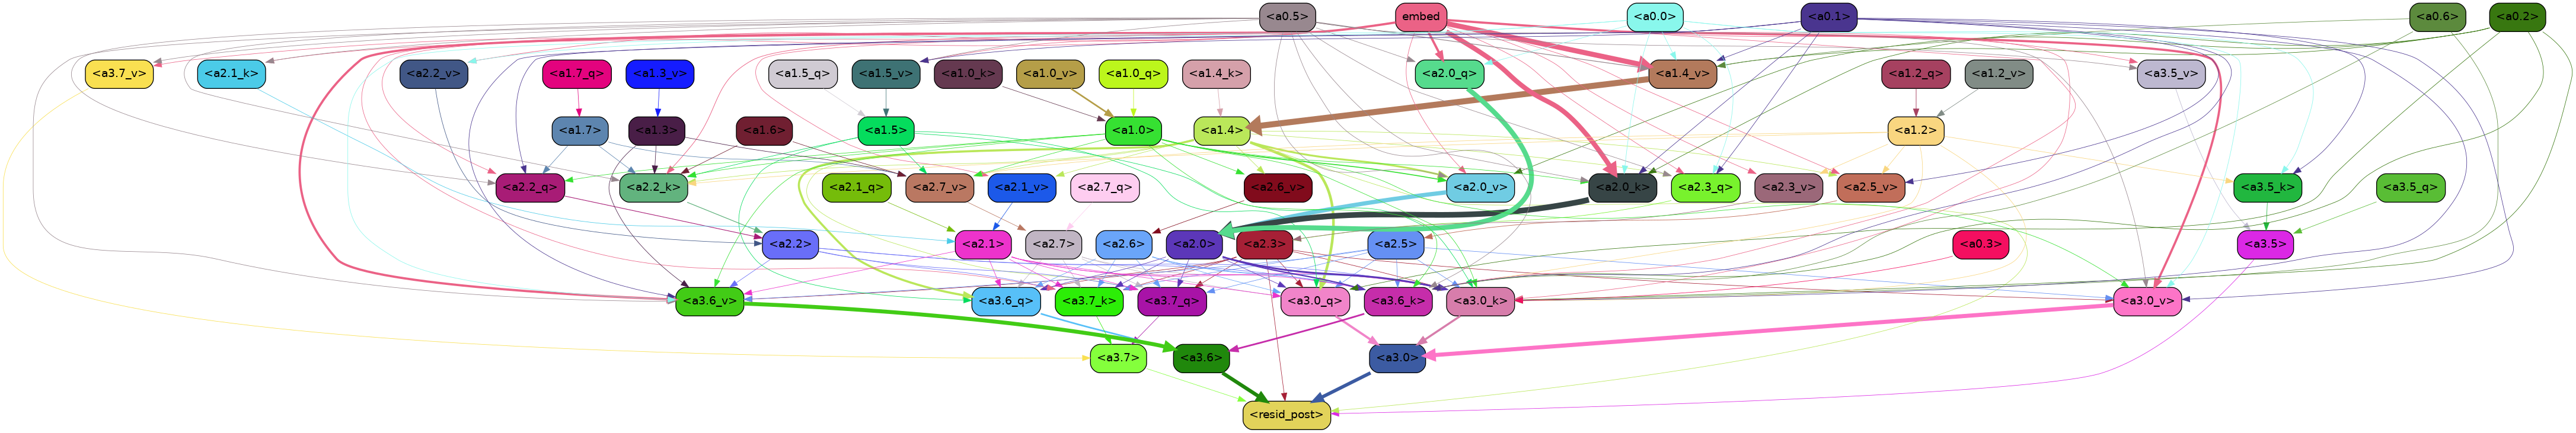 <a0.5> embed <a0.0> <a0.1> <a0.6> <a0.2>
<a3.7_v> <a2.1_k> <a2.2_v> <a1.7_q> <a1.3_v> <a1.5_q> <a1.5_v> <a1.0_k> <a1.0_v> <a1.0_q> <a1.4_k> <a2.0_q> <a1.4_v> <a1.2_q> <a1.2_v> <a3.5_v>
<a1.7> <a1.3> <a1.6> <a1.5> <a1.0> <a1.4> <a1.2>
<a2.2_q> <a2.2_k> <a2.1_q> <a2.7_v> <a2.1_v> <a2.7_q> <a2.6_v> <a2.0_v> <a2.0_k> <a2.3_q> <a2.3_v> <a2.5_v> <a3.5_k> <a3.5_q>
<a2.2> <a2.1> <a2.7> <a2.6> <a2.0> <a2.3> <a2.5> <a0.3> <a3.5>
<a3.6_v> <a3.6_q> <a3.7_k> <a3.7_q> <a3.0_q> <a3.6_k> <a3.0_k> <a3.0_v>
<a3.7> <a3.6> <a3.0>
<resid_post>